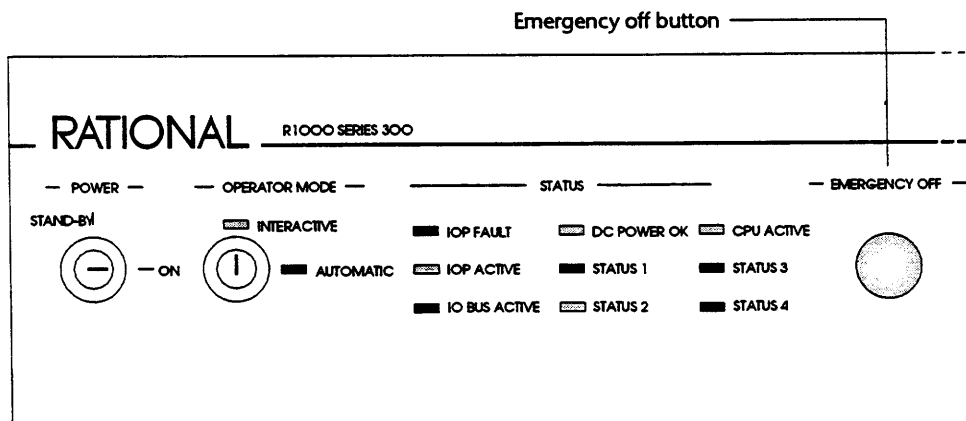 Emergency off button
RATIONAL R1000 SERIES 300
POWER
OPERATOR MODE
STATUS
EMERGENCY OFF
STAND-BY
ON
INTERACTIVE
AUTOMATIC
IOP FAULT
DC POWER OK
CPU ACTIVE
IOP ACTIVE
STATUS 1
STATUS 3
IO BUS ACTIVE
STATUS 2
STATUS 4